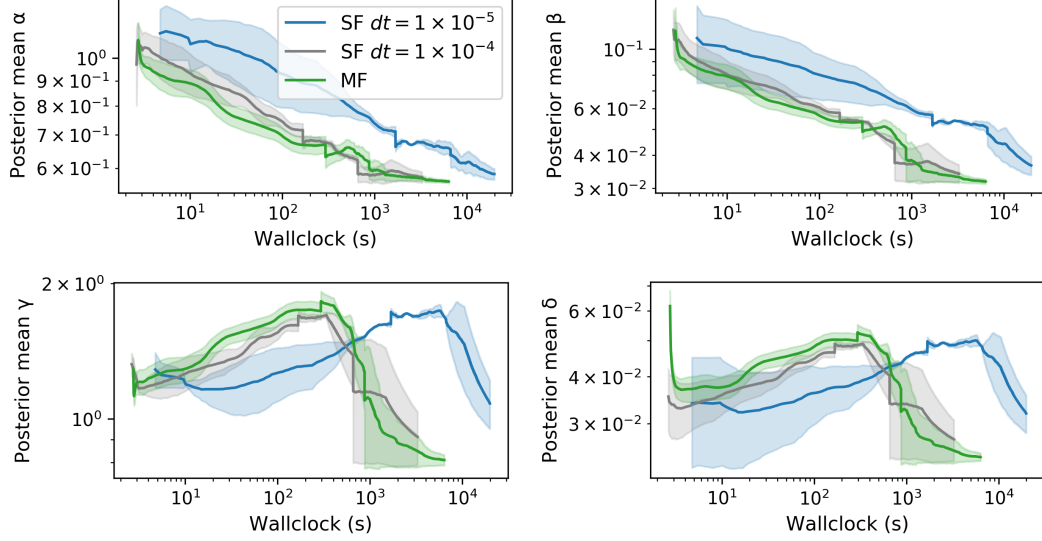 Posterior mean α
10⁰
9 × 10⁻¹
8 × 10⁻¹
7 × 10⁻¹
6 × 10⁻¹
SF dt = 1 × 10⁻⁵
SF dt = 1 × 10⁻⁴
MF
10¹ 10² 10³ 10⁴
Wallclock (s)
Posterior mean β
10⁻¹
6 × 10⁻²
4 × 10⁻²
3 × 10⁻²
10¹ 10² 10³ 10⁴
Wallclock (s)
Posterior mean γ
2 × 10⁰
10⁰
10¹ 10² 10³ 10⁴
Wallclock (s)
Posterior mean δ
6 × 10⁻²
4 × 10⁻²
3 × 10⁻²
10¹ 10² 10³ 10⁴
Wallclock (s)